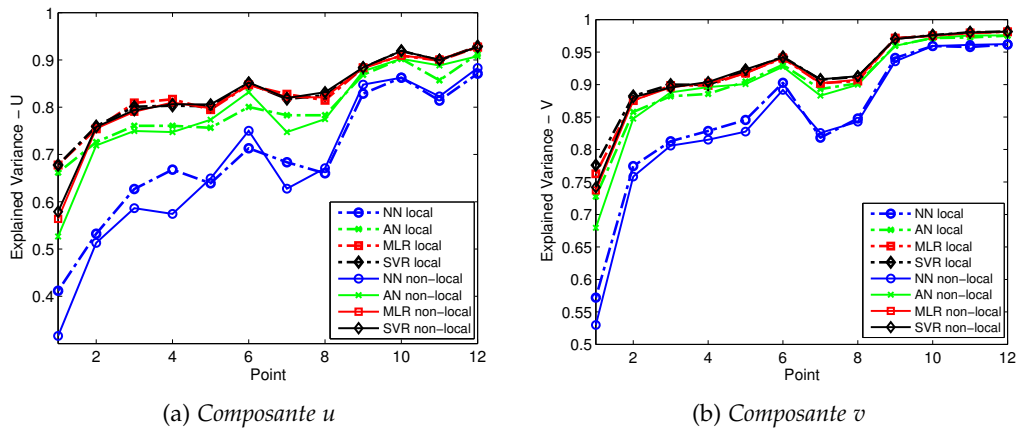 1
0.9
0.8
0.7
0.6
0.5
0.4
Explained Variance − U
2
4
6
8
10
12
Point
NN local
AN local
MLR local
SVR local
NN non−local
AN non−local
MLR non−local
SVR non−local
(a) Composante u
1
0.95
0.9
0.85
0.8
0.75
0.7
0.65
0.6
0.55
0.5
Explained Variance − V
2
4
6
8
10
12
Point
NN local
AN local
MLR local
SVR local
NN non−local
AN non−local
MLR non−local
SVR non−local
(b) Composante v